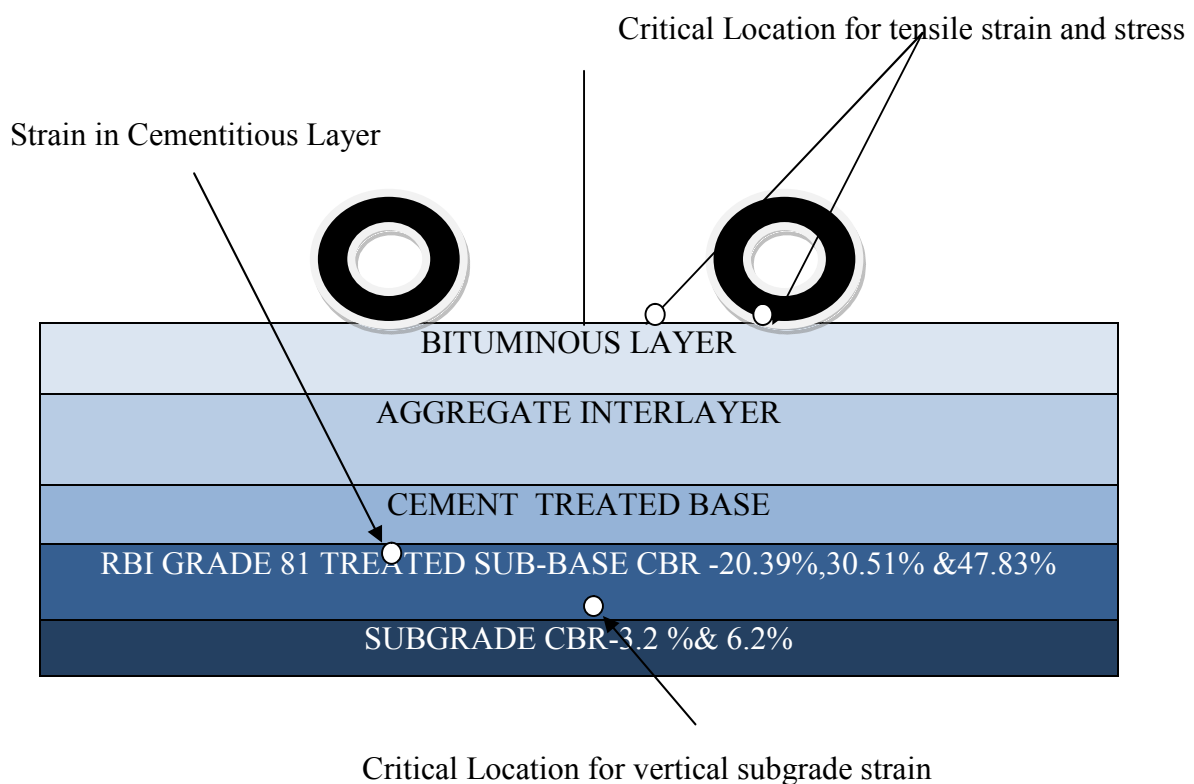 Critical Location for tensile strain and stress
Strain in Cementitious Layer
BITUMINOUS LAYER
AGGREGATE INTERLAYER
CEMENT TREATED BASE
RBI GRADE 81 TREATED SUB-BASE CBR -20.39%,30.51% &47.83%
SUBGRADE CBR-3.2 %& 6.2%
Critical Location for vertical subgrade strain